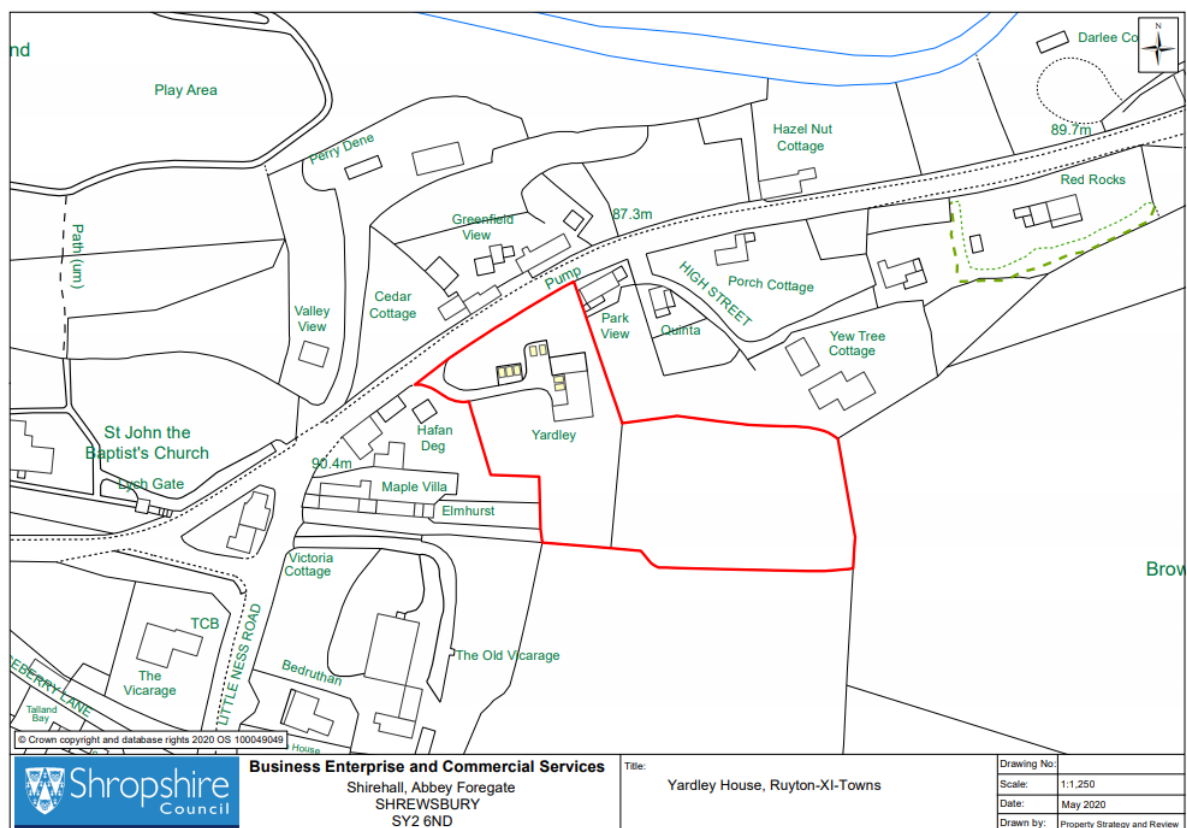 nd
Play Area
N
Darlee Co
89.7m
Hazel Nut
Cottage
Perry Dene
Red Rocks
Greenfield
View
87.3m
Path (um)
Pump
HIGH STREET
Porch Cottage
Cedar
Cottage
Valley
View
Park
View
Quinta
Yew Tree
Cottage
St John the
Baptist's Church
Hafan
Deg
Yardley
90.4m
Lych Gate
Maple Villa
Elmhurst
Victoria
Cottage
Brow
TCB
LITTLE NESS ROAD
The Old Vicarage
The
Vicarage
Bedruthan
EBERRY LANE
Talland
Bay
House
© Crown copyright and database rights 2020 OS 100049049
Shropshire
Council
Business Enterprise and Commercial Services
Shirehall, Abbey Foregate
SHREWSBURY
SY2 6ND
Title:
Yardley House, Ruyton-XI-Towns
Drawing No:
Scale: 1:1,250
Date: May 2020
Drawn by: Property Strategy and Review